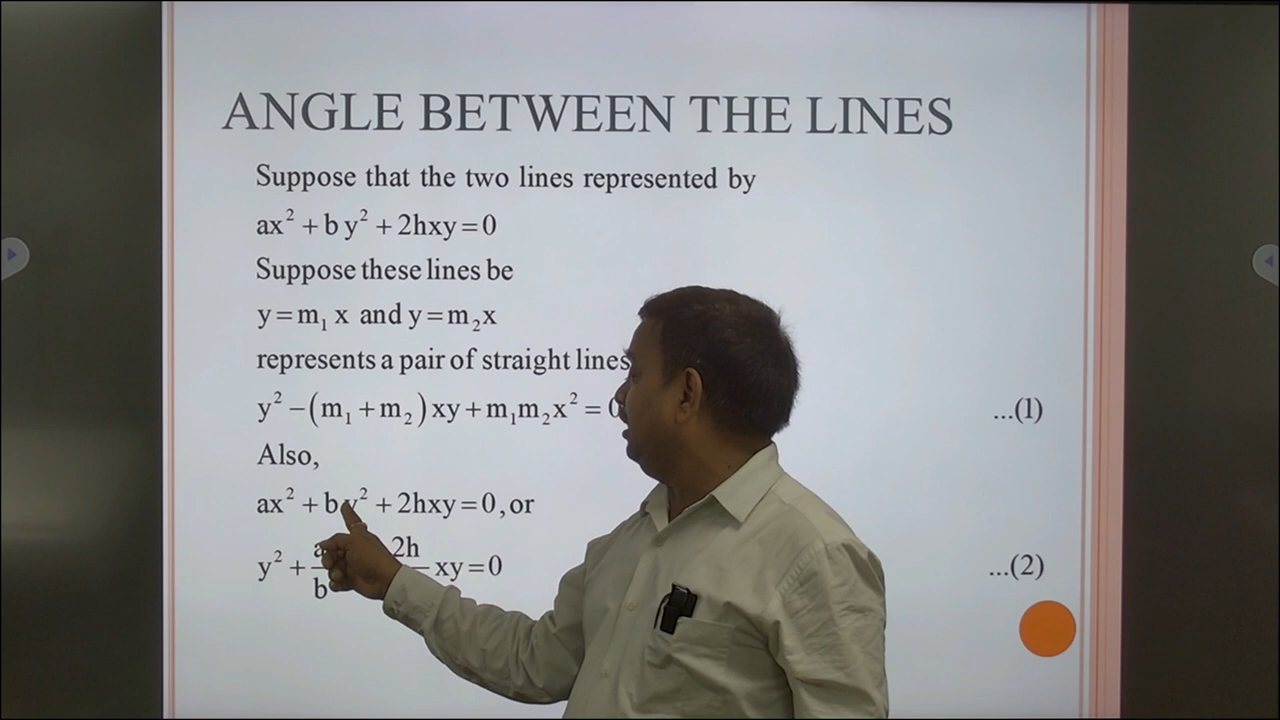 ANGLE BETWEEN THE LINES
Suppose that the two lines represented by
ax² + b y² + 2hxy = 0
Suppose these lines be
y = m₁ x and y = m₂x
represents a pair of straight lines
y² − (m₁ + m₂) xy + m₁m₂x² = 0 ...(1)
Also,
ax² + b y² + 2hxy = 0, or
y² + a/b 2h xy = 0 ...(2)